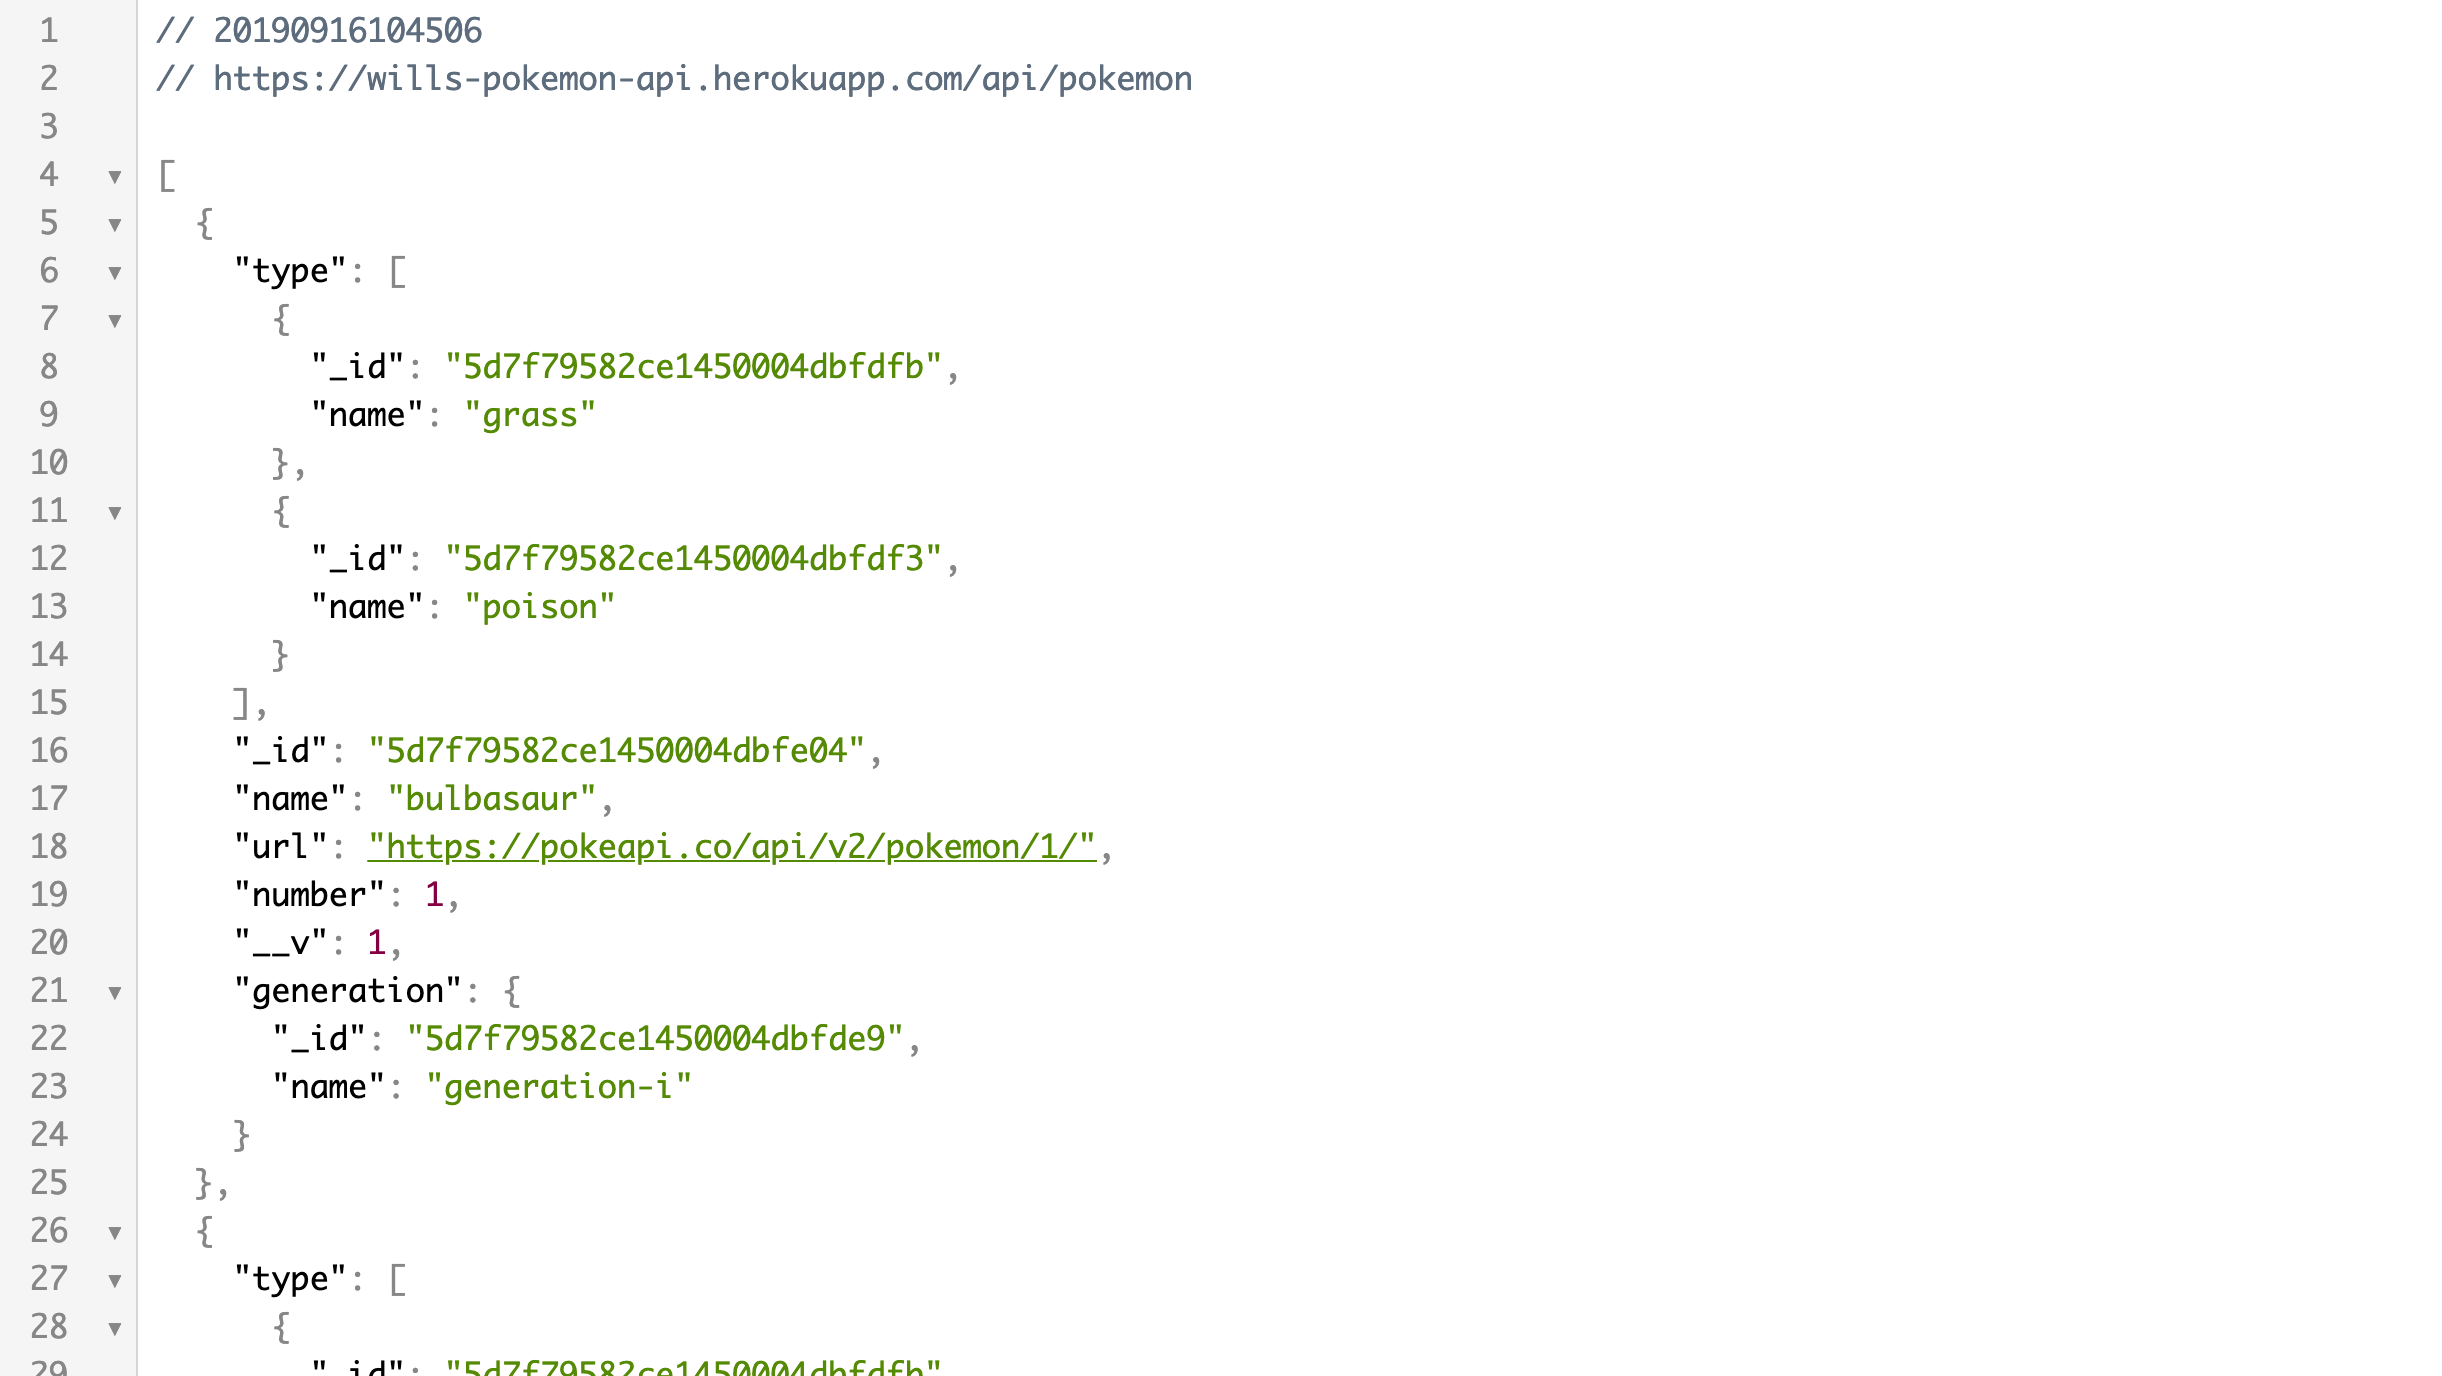 1 // 20190916104506
2 // https://wills-pokemon-api.herokuapp.com/api/pokemon
3
4 ▼ [
5 ▼   {
6 ▼     "type": [
7 ▼       {
8         "_id": "5d7f79582ce1450004dbfdfb",
9         "name": "grass"
10       },
11 ▼       {
12         "_id": "5d7f79582ce1450004dbfdf3",
13         "name": "poison"
14       }
15     ],
16     "_id": "5d7f79582ce1450004dbfe04",
17     "name": "bulbasaur",
18     "url": "https://pokeapi.co/api/v2/pokemon/1/",
19     "number": 1,
20     "__v": 1,
21 ▼     "generation": {
22       "_id": "5d7f79582ce1450004dbfde9",
23       "name": "generation-i"
24     }
25   },
26 ▼   {
27 ▼     "type": [
28 ▼       {
29         "_id": "5d7f79582ce1450004dbfdfb"